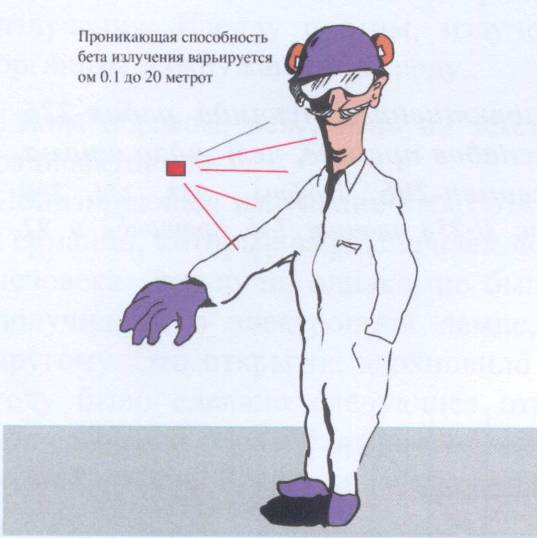 Проникающая способность
бета излучения варьируется
ом 0.1 до 20 метрот